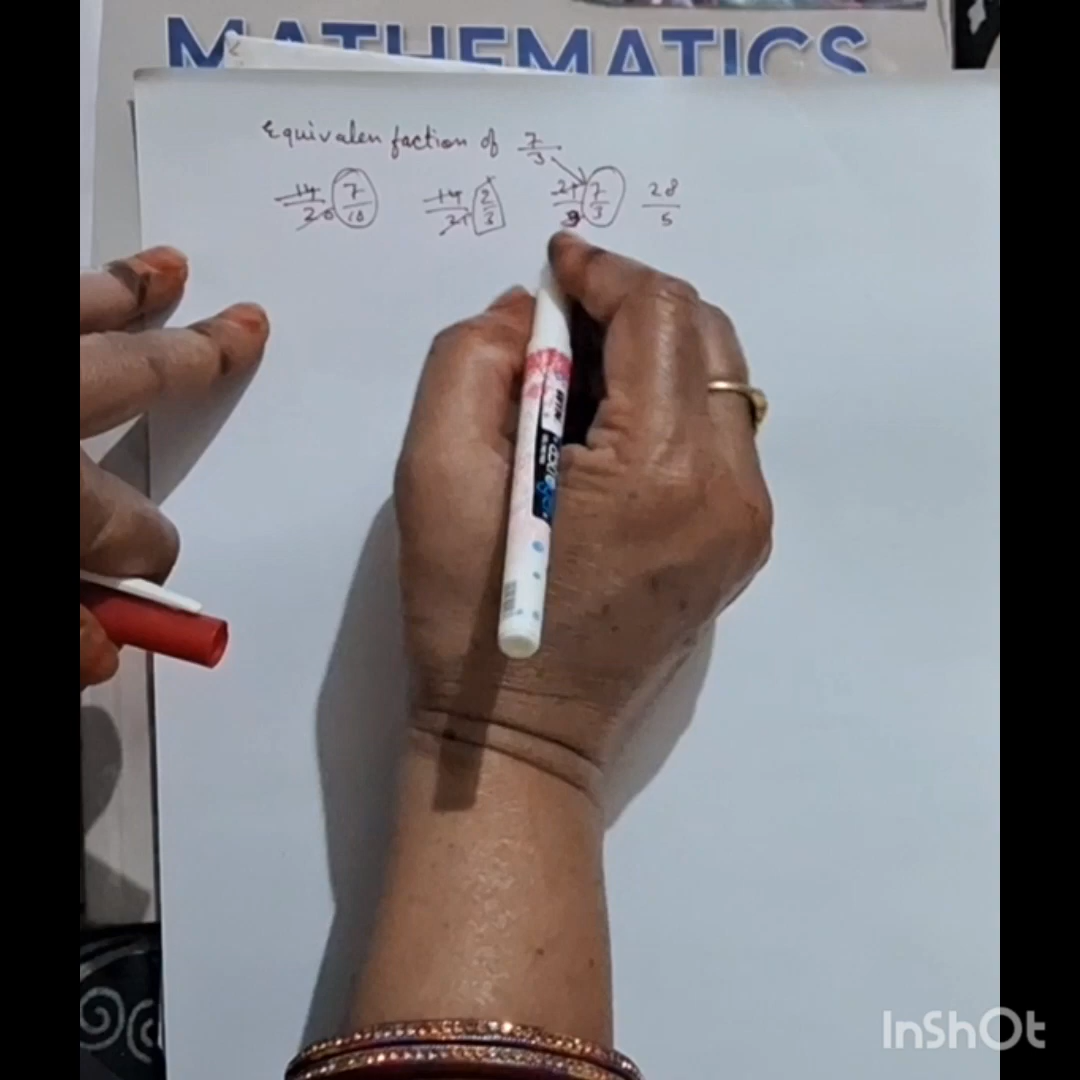 MATHEMATICS
Equivalen faction of 7/3
14/20 7/10 14/21 2/3 21/9 7/3 28/5
InShOt